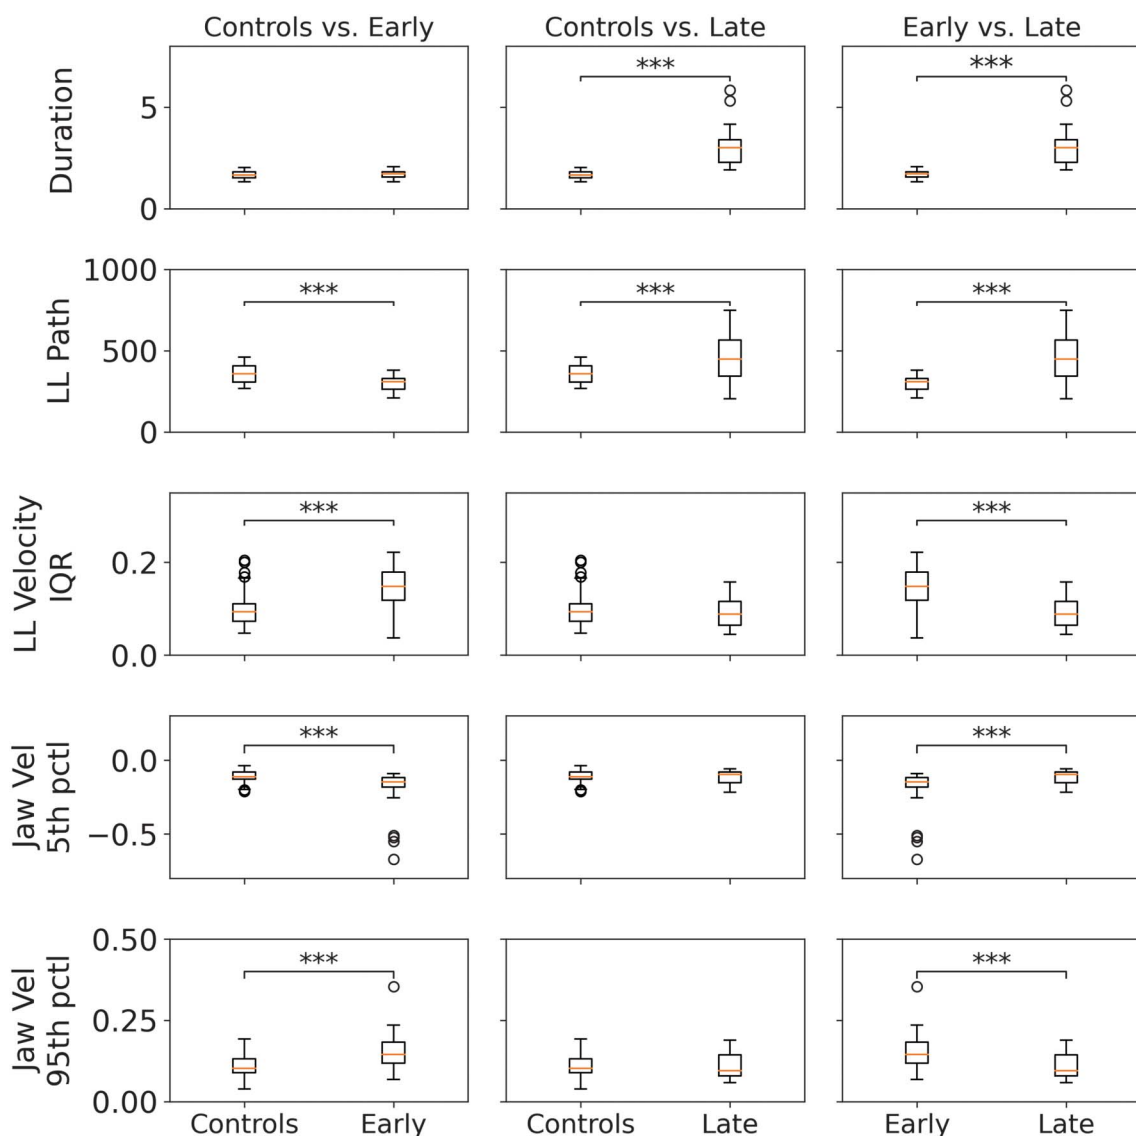 Controls vs. Early
Controls vs. Late
Early vs. Late
Duration
5
0
***
***
LL Path
1000
500
0
***
***
***
LL Velocity
IQR
0.2
0.0
***
***
Jaw Vel
5th pctl
0.0
−0.5
***
***
Jaw Vel
95th pctl
0.50
0.25
0.00
***
***
Controls
Early
Controls
Late
Early
Late